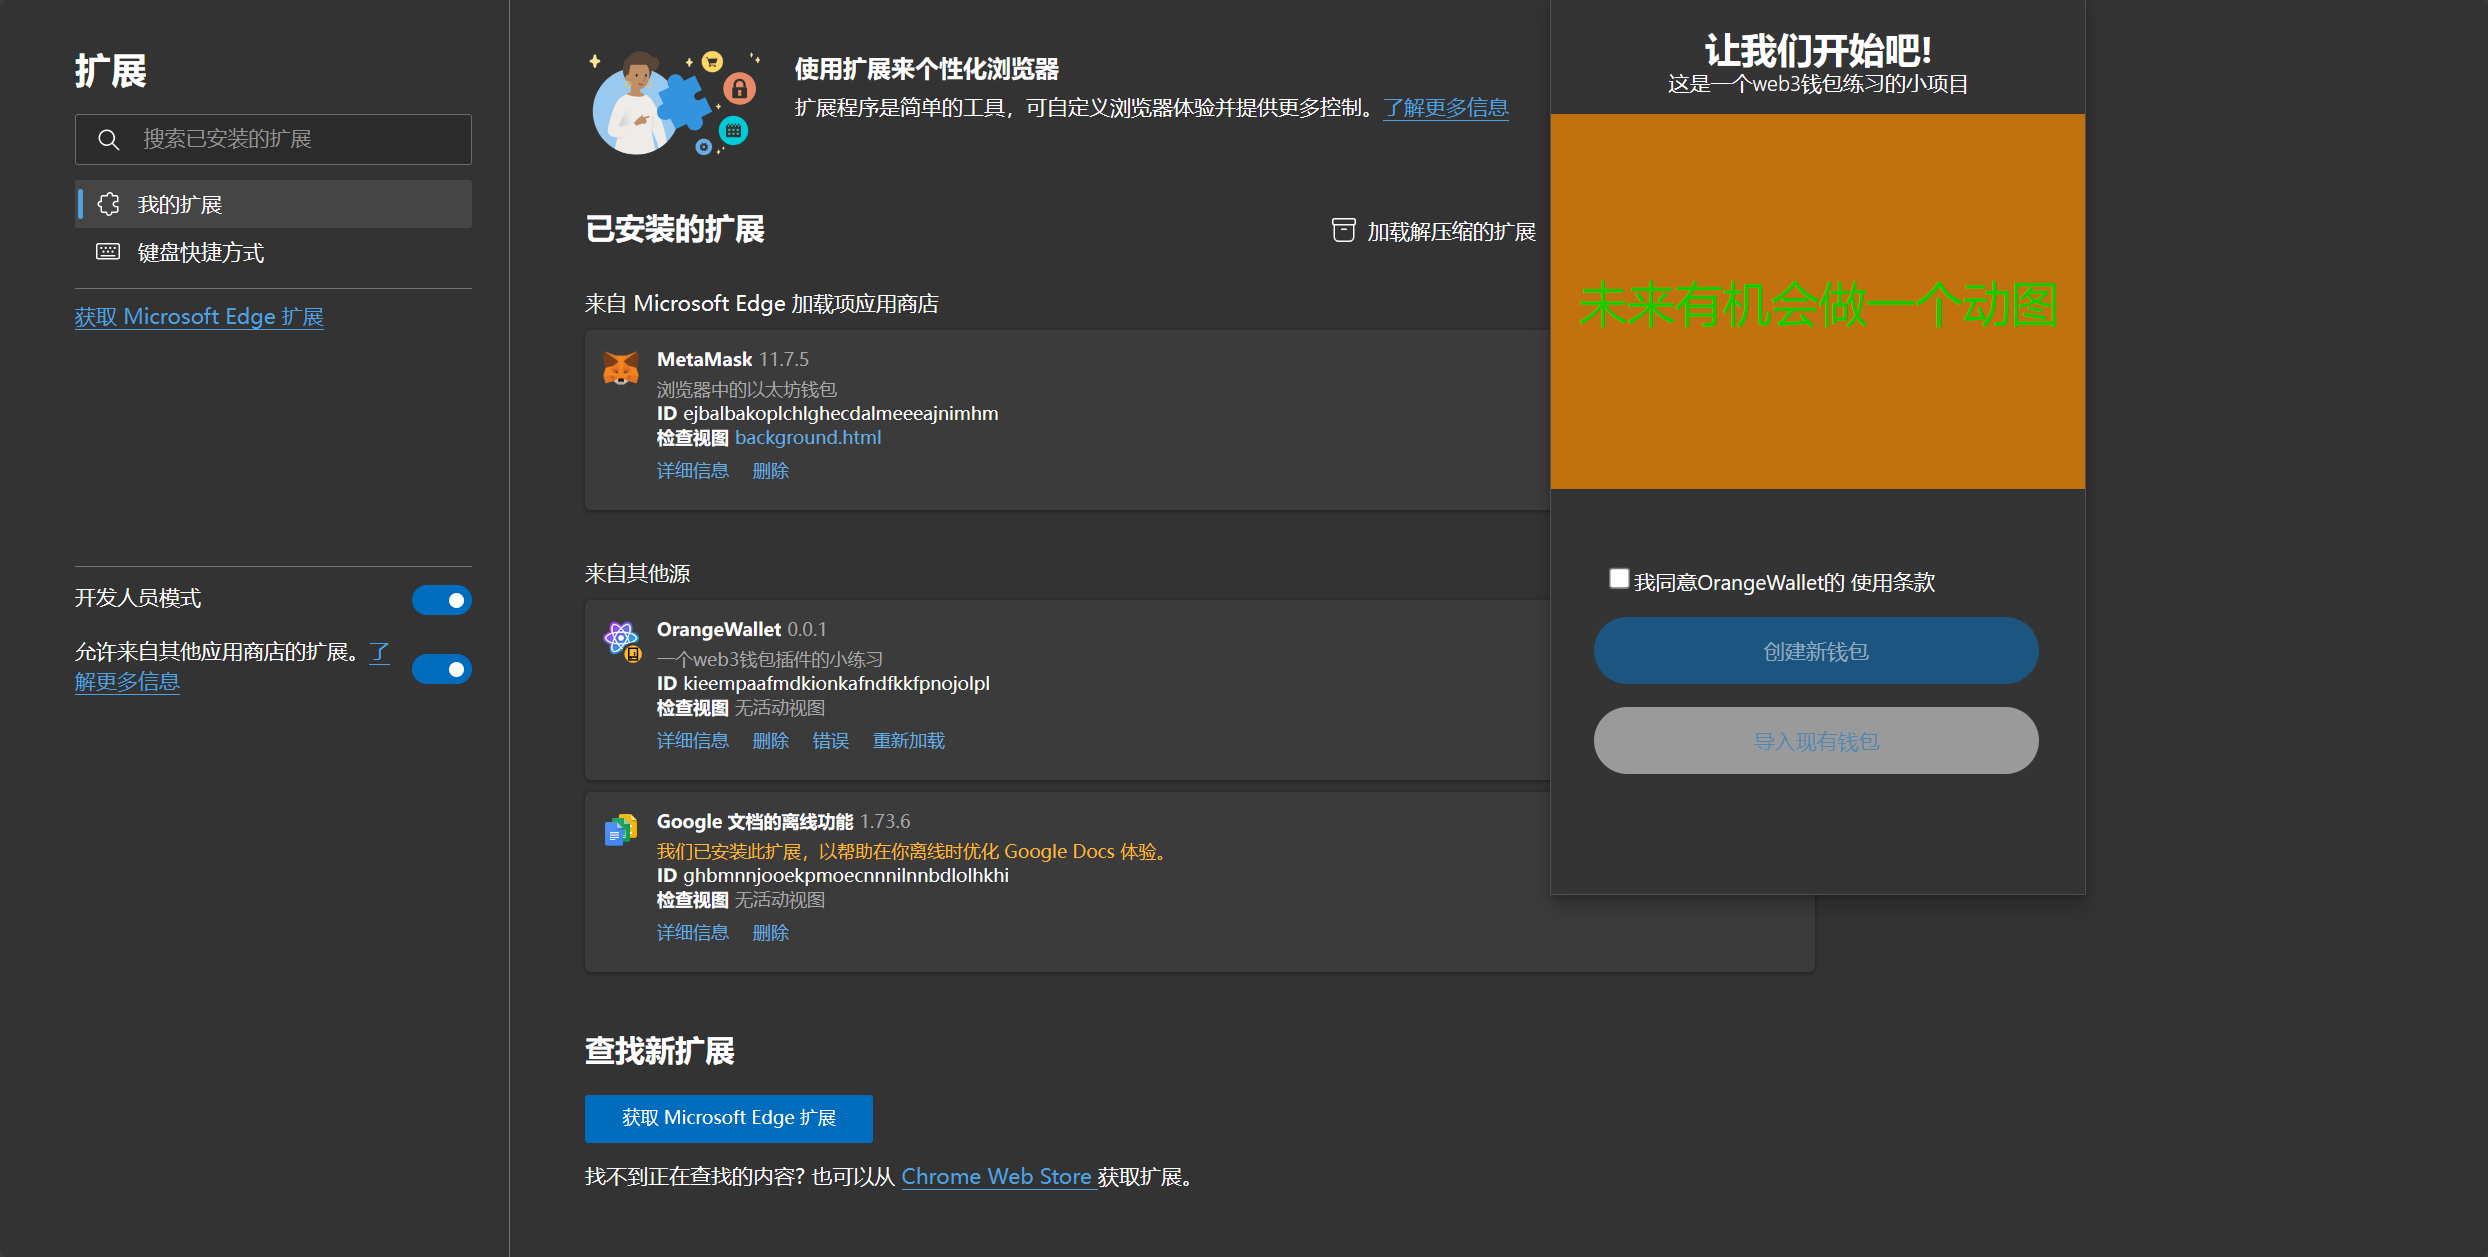 扩展
搜索已安装的扩展
我的扩展
键盘快捷方式
获取 Microsoft Edge 扩展
开发人员模式
允许来自其他应用商店的扩展。了
解更多信息
使用扩展来个性化浏览器
扩展程序是简单的工具，可自定义浏览器体验并提供更多控制。了解更多信息
已安装的扩展
加载解压缩的扩展
来自 Microsoft Edge 加载项应用商店
MetaMask 11.7.5
浏览器中的以太坊钱包
ID ejbalbakoplchlghecdalmeeeajnimhm
检查视图 background.html
详细信息 删除
来自其他源
OrangeWallet 0.0.1
一个web3钱包插件的小练习
ID kieempaafmdkionkafndfkkfpnojolpl
检查视图 无活动视图
详细信息 删除 错误 重新加载
Google 文档的离线功能 1.73.6
我们已安装此扩展，以帮助在你离线时优化 Google Docs 体验。
ID ghbmnnjooekpmoecnnnilnnbdlolhkhi
检查视图 无活动视图
详细信息 删除
查找新扩展
获取 Microsoft Edge 扩展
找不到正在查找的内容? 也可以从 Chrome Web Store 获取扩展。
让我们开始吧!
这是一个web3钱包练习的小项目
未来有机会做一个动图
我同意OrangeWallet的 使用条款
创建新钱包
导入现有钱包